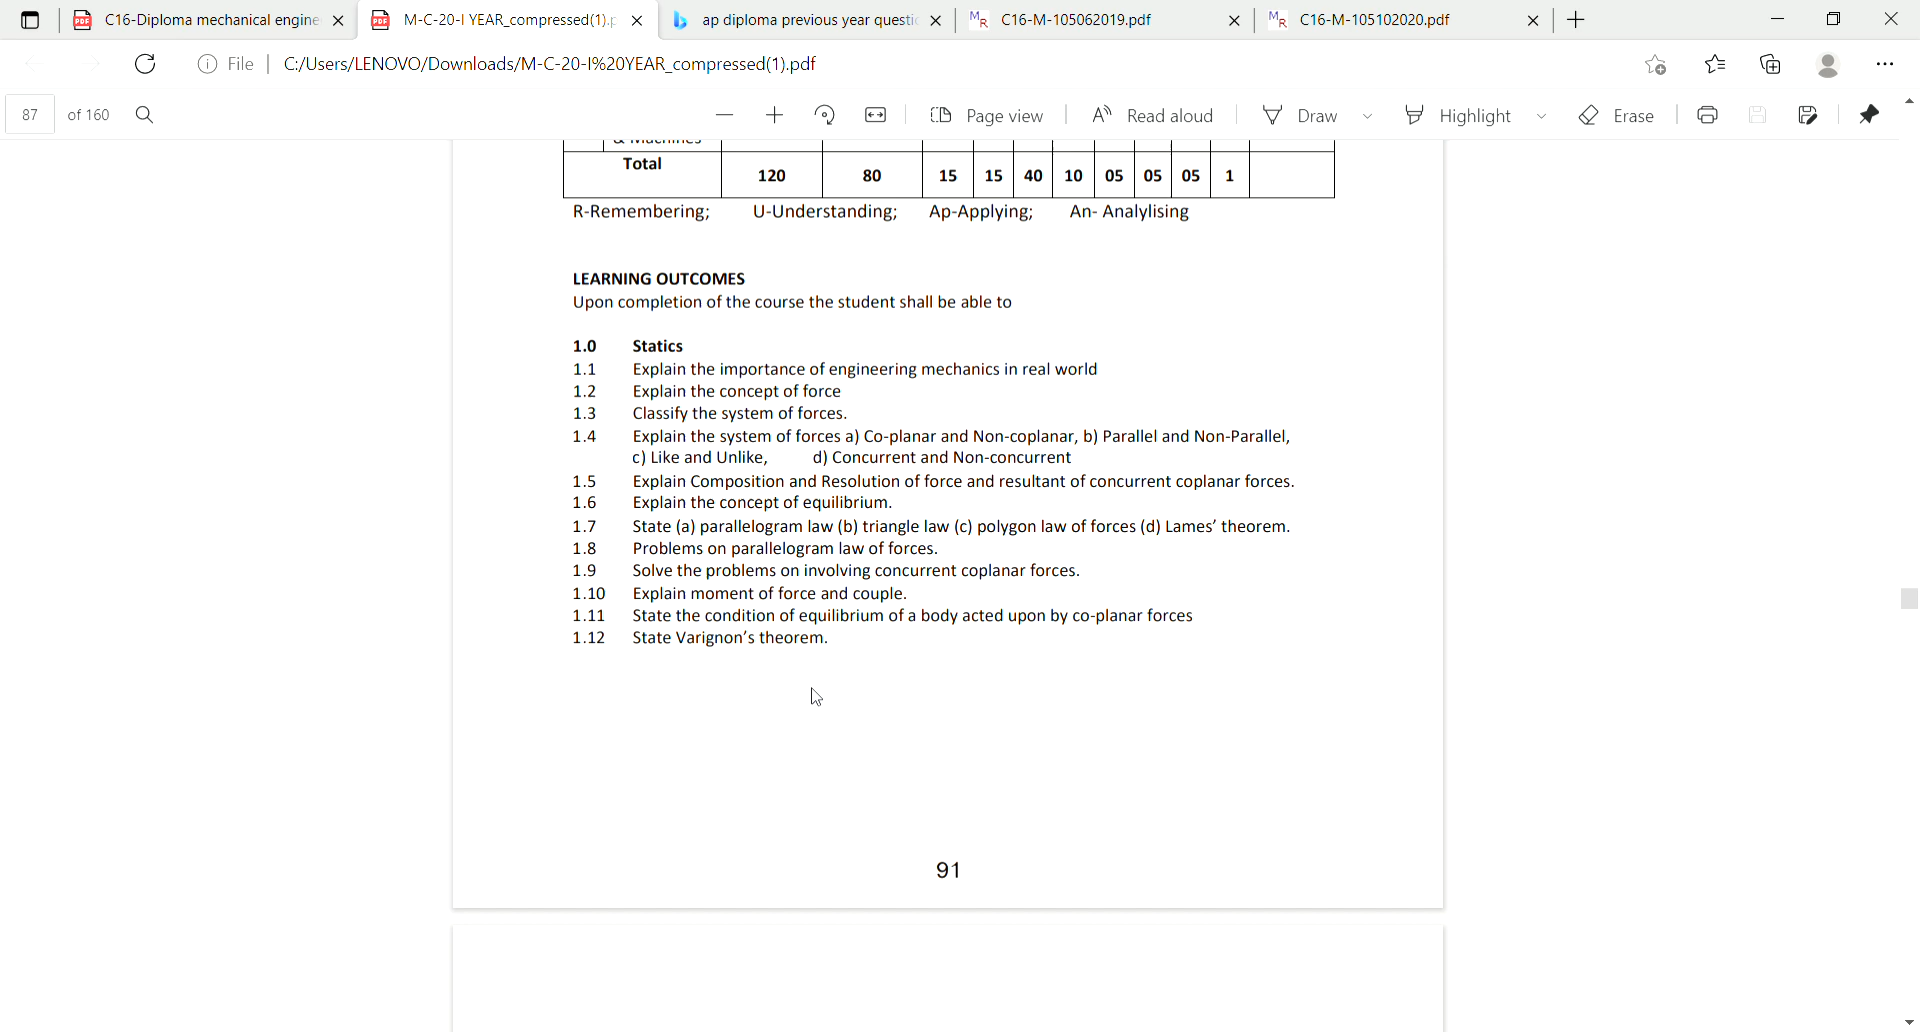 C16-Diploma mechanical engine
M-C-20-I YEAR_compressed(1).p
ap diploma previous year questic
C16-M-105062019.pdf
C16-M-105102020.pdf
File
C:/Users/LENOVO/Downloads/M-C-20-I%20YEAR_compressed(1).pdf
87 of 160
Page view
Read aloud
Draw
Highlight
Erase
& Machines
Total 120 80 15 15 40 10 05 05 05 1
R-Remembering; U-Understanding; Ap-Applying; An- Analylising
LEARNING OUTCOMES
Upon completion of the course the student shall be able to
1.0 Statics
1.1 Explain the importance of engineering mechanics in real world
1.2 Explain the concept of force
1.3 Classify the system of forces.
1.4 Explain the system of forces a) Co-planar and Non-coplanar, b) Parallel and Non-Parallel,
c) Like and Unlike, d) Concurrent and Non-concurrent
1.5 Explain Composition and Resolution of force and resultant of concurrent coplanar forces.
1.6 Explain the concept of equilibrium.
1.7 State (a) parallelogram law (b) triangle law (c) polygon law of forces (d) Lames’ theorem.
1.8 Problems on parallelogram law of forces.
1.9 Solve the problems on involving concurrent coplanar forces.
1.10 Explain moment of force and couple.
1.11 State the condition of equilibrium of a body acted upon by co-planar forces
1.12 State Varignon’s theorem.
91